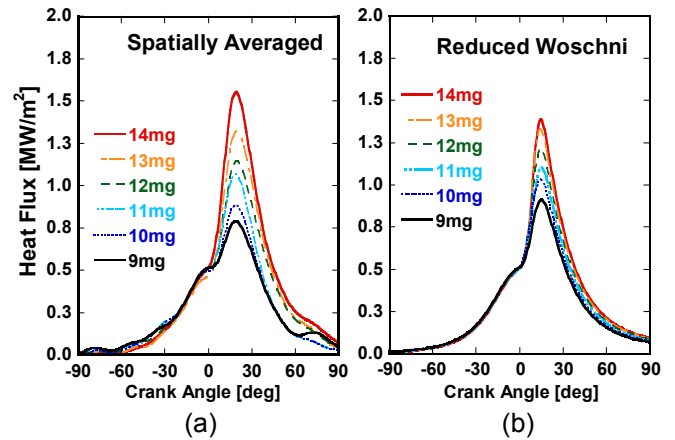 Spatially Averaged
Heat Flux [MW/m²]
2.0
1.8
1.5
1.3
1.0
0.8
0.5
0.3
0.0
14mg
13mg
12mg
11mg
10mg
9mg
-90 -60 -30 0 30 60 90
Crank Angle [deg]
(a)
Reduced Woschni
2.0
1.8
1.5
1.3
1.0
0.8
0.5
0.3
0.0
14mg
13mg
12mg
11mg
10mg
9mg
-90 -60 -30 0 30 60 90
Crank Angle [deg]
(b)